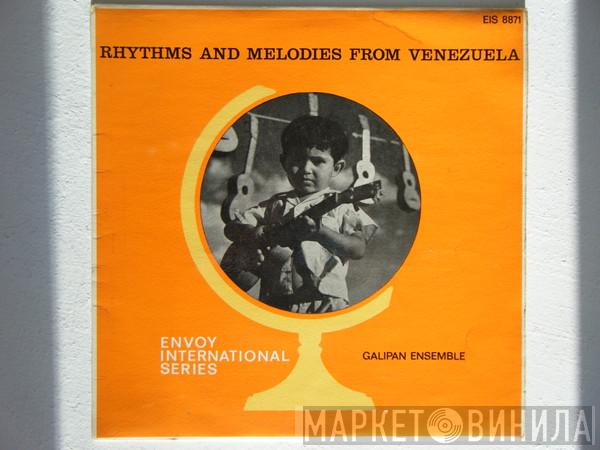 EIS 8871
RHYTHMS AND MELODIES FROM VENEZUELA
ENVOY
INTERNATIONAL
SERIES
GALIPAN ENSEMBLE
МАРКЕТ ВИНИЛА